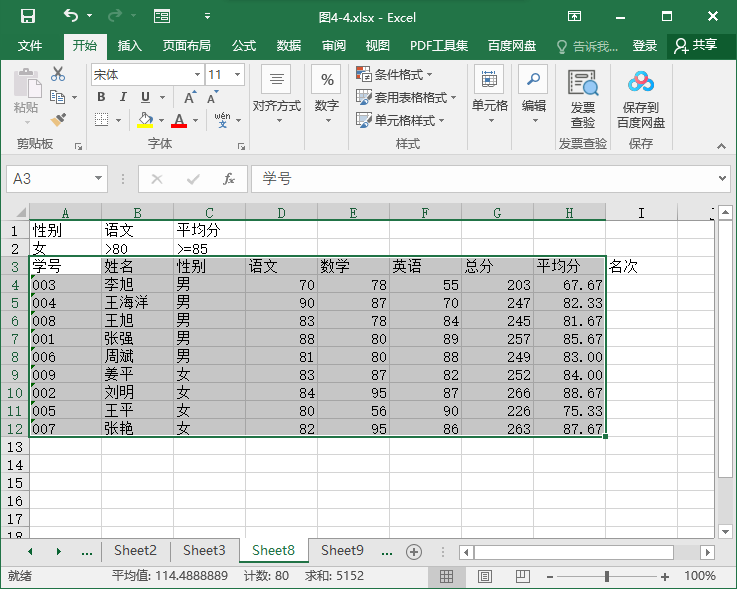 图4-4.xlsx - Excel
文件 开始 插入 页面布局 公式 数据 审阅 视图 PDF工具集 百度网盘 告诉我... 登录 共享
粘贴 剪贴板
宋体 11
B I U A A
A wén 文
字体
对齐方式
% 数字
条件格式
套用表格格式
单元格样式
样式
单元格
编辑
发票查验
发票查验
保存到百度网盘
保存
A3 fx 学号
A B C D E F G H I J
1 性别 语文 平均分
2 女 >80 >=85
3 学号 姓名 性别 语文 数学 英语 总分 平均分 名次
4 003 李旭 男 70 78 55 203 67.67
5 004 王海洋 男 90 87 70 247 82.33
6 008 王旭 男 83 78 84 245 81.67
7 001 张强 男 88 80 89 257 85.67
8 006 周斌 男 81 80 88 249 83.00
9 009 姜平 女 83 87 82 252 84.00
10 002 刘明 女 84 95 87 266 88.67
11 005 王平 女 80 56 90 226 75.33
12 007 张艳 女 82 95 86 263 87.67
13
14
15
16
17
18
... Sheet2 Sheet3 Sheet8 Sheet9 ...
就绪 平均值: 114.4888889 计数: 80 求和: 5152 100%